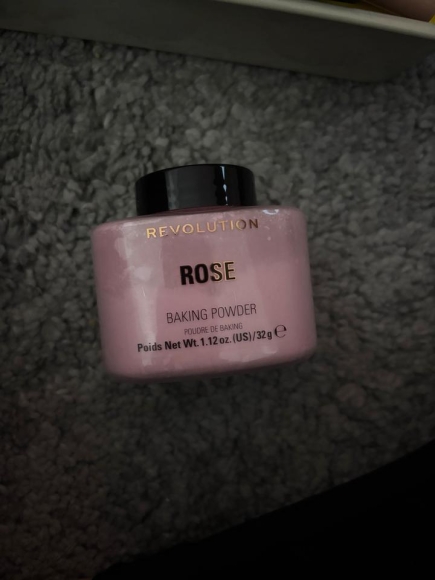 REVOLUTION
ROSE
BAKING POWDER
POUDRE DE BAKING
Poids Net Wt. 1.12 oz. (US) / 32 g ℮